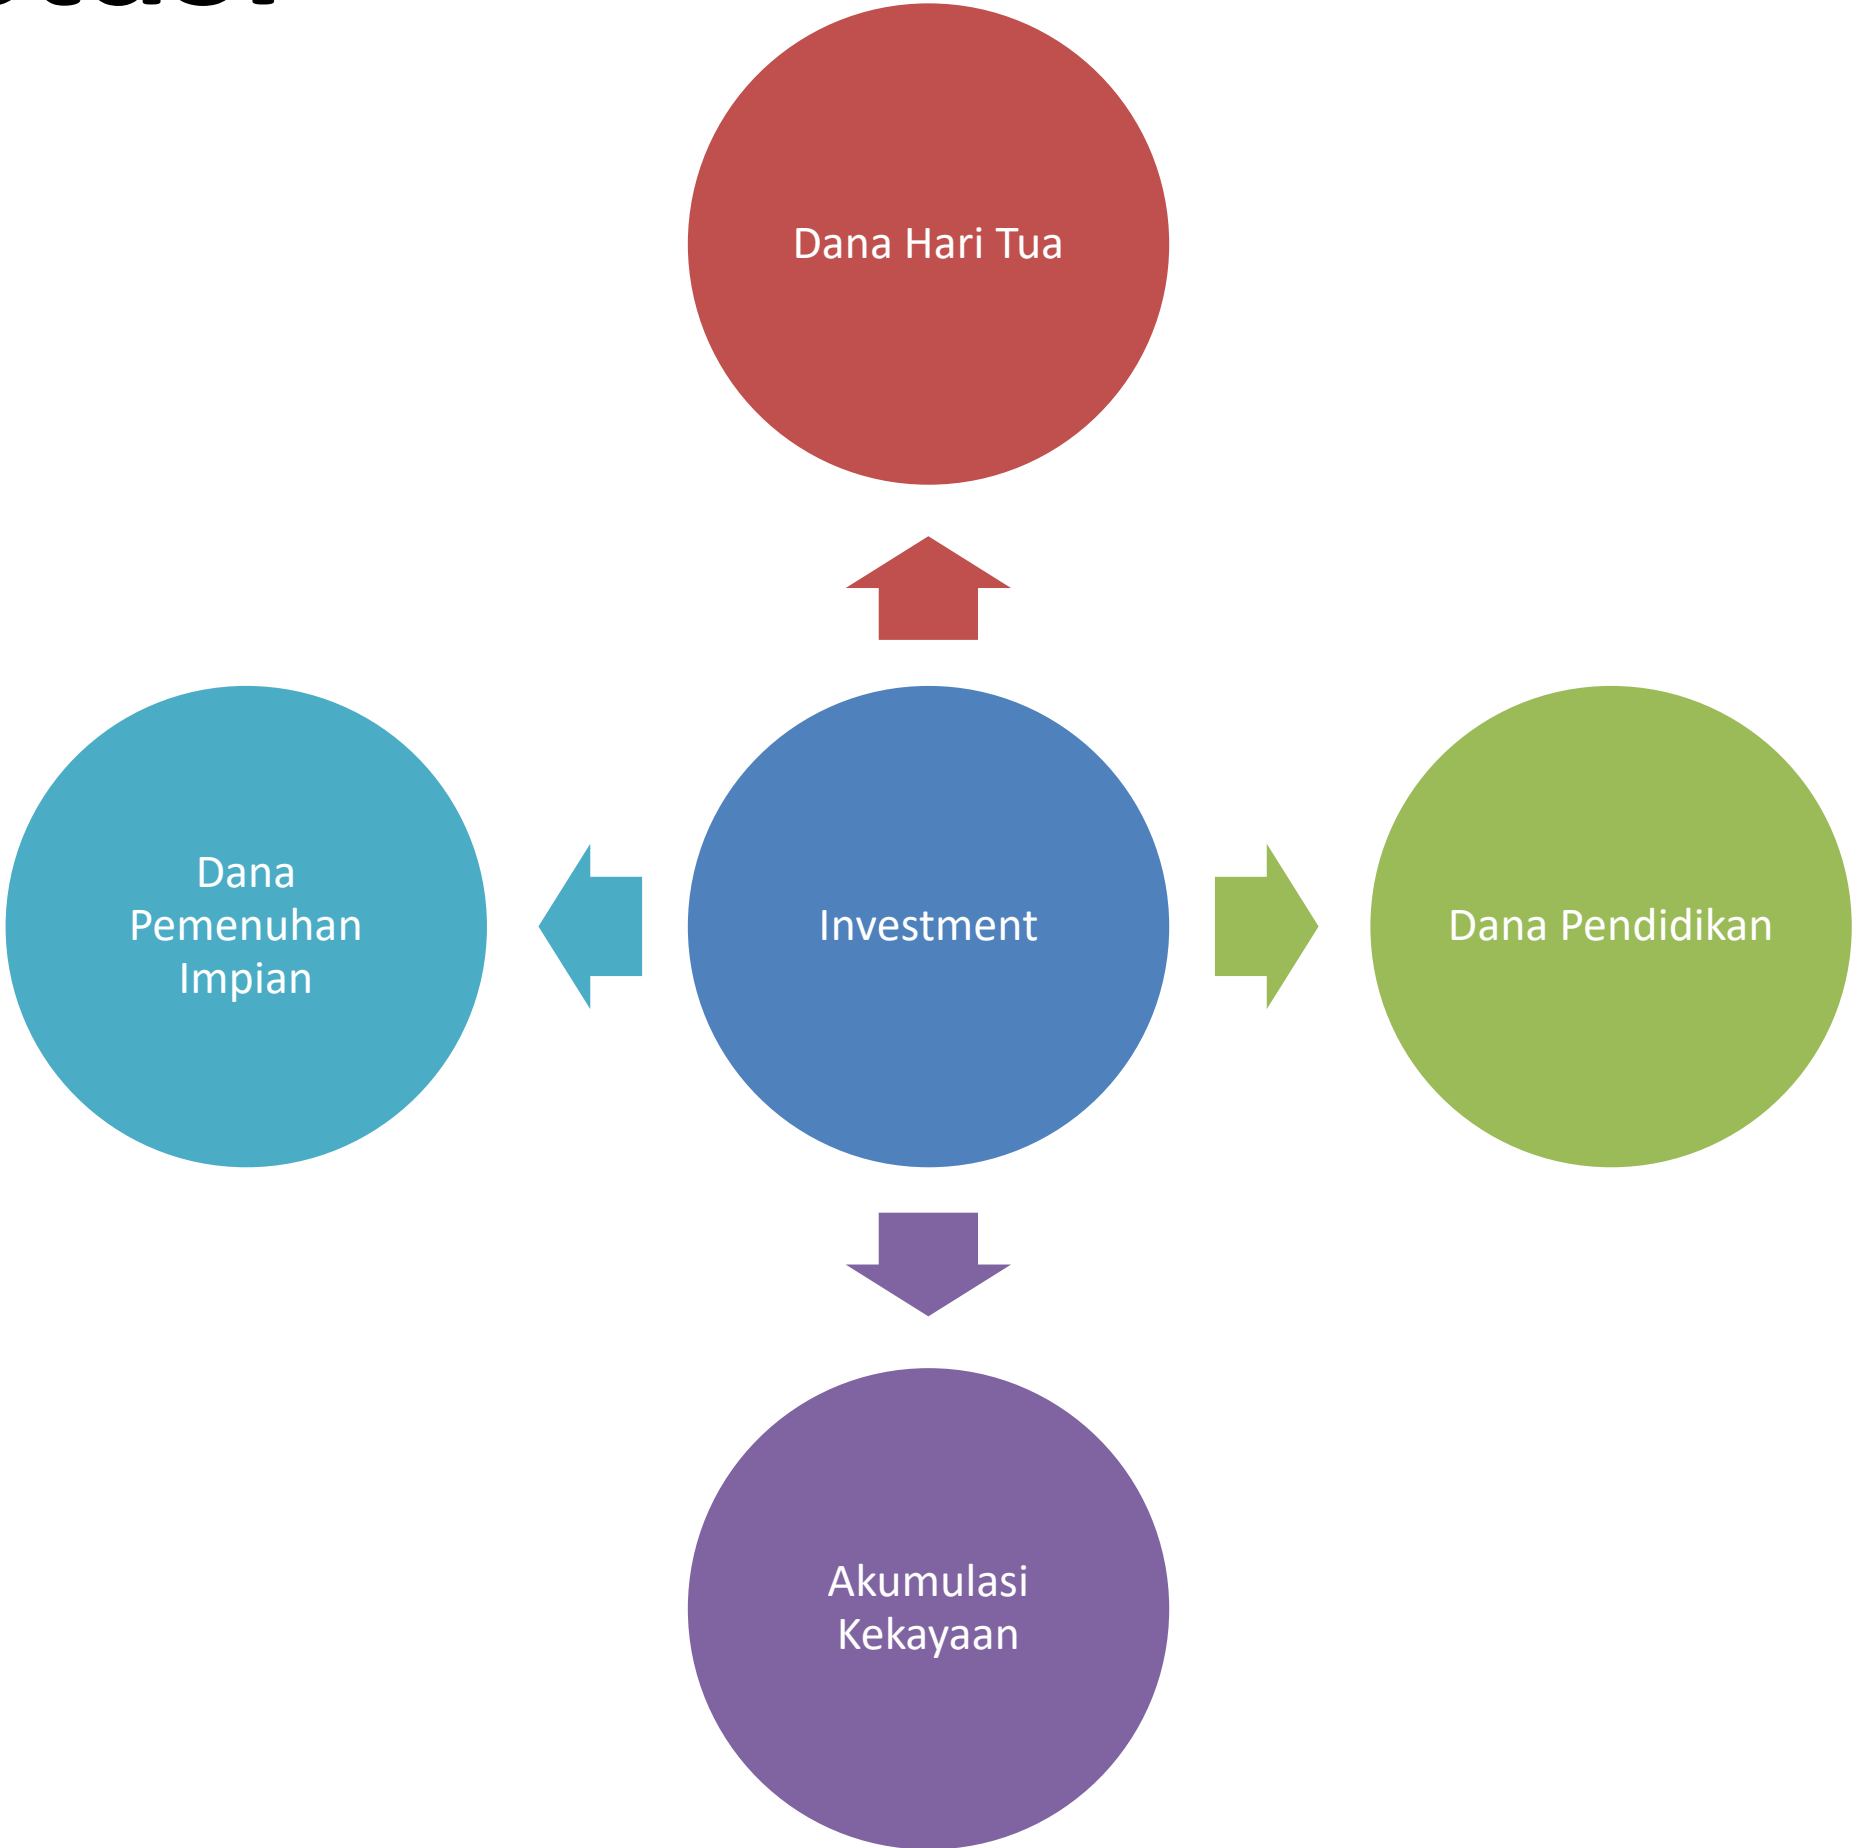 Dana Hari Tua
Dana
Pemenuhan
Impian
Investment
Dana Pendidikan
Akumulasi
Kekayaan